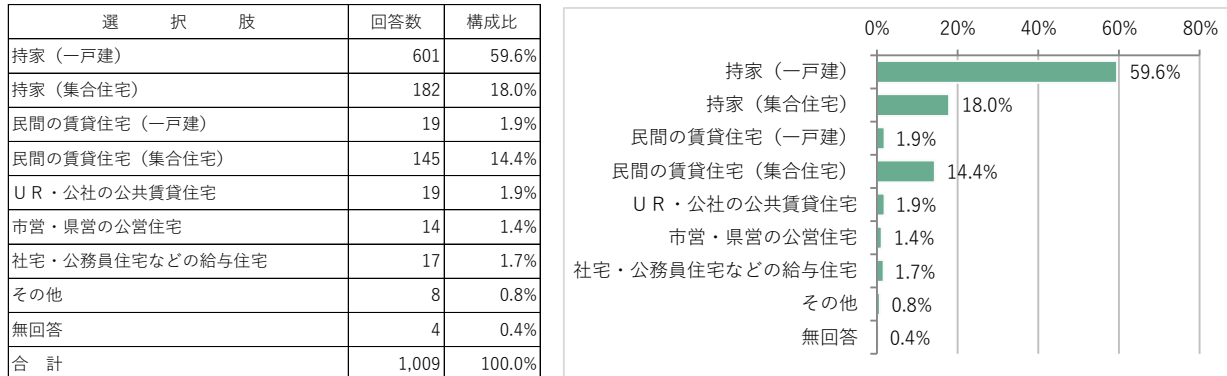 選　択　肢 回答数 構成比
持家（一戸建） 601 59.6%
持家（集合住宅） 182 18.0%
民間の賃貸住宅（一戸建） 19 1.9%
民間の賃貸住宅（集合住宅） 145 14.4%
ＵＲ・公社の公共賃貸住宅 19 1.9%
市営・県営の公営住宅 14 1.4%
社宅・公務員住宅などの給与住宅 17 1.7%
その他 8 0.8%
無回答 4 0.4%
合　計 1,009 100.0%
0% 20% 40% 60% 80%
持家（一戸建） 59.6%
持家（集合住宅） 18.0%
民間の賃貸住宅（一戸建） 1.9%
民間の賃貸住宅（集合住宅） 14.4%
ＵＲ・公社の公共賃貸住宅 1.9%
市営・県営の公営住宅 1.4%
社宅・公務員住宅などの給与住宅 1.7%
その他 0.8%
無回答 0.4%